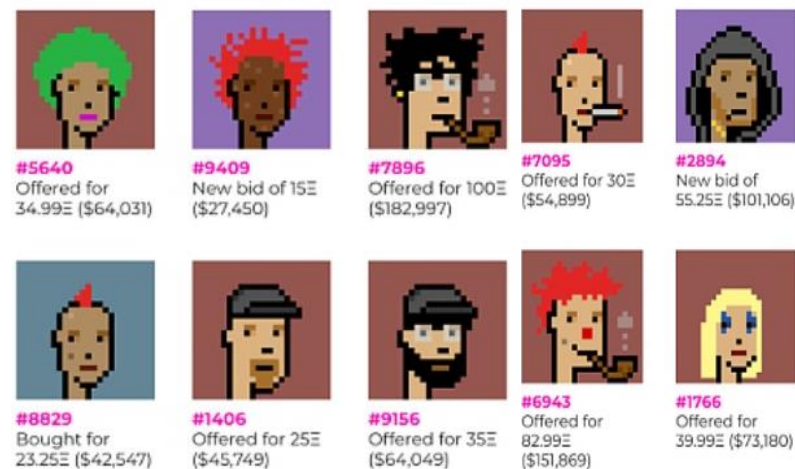 #5640
Offered for
34.99Ξ ($64,031)
#9409
New bid of 15Ξ
($27,450)
#7896
Offered for 100Ξ
($182,997)
#7095
Offered for 30Ξ
($54,899)
#2894
New bid of
55.25Ξ ($101,106)
#8829
Bought for
23.25Ξ ($42,547)
#1406
Offered for 25Ξ
($45,749)
#9156
Offered for 35Ξ
($64,049)
#6943
Offered for
82.99Ξ
($151,869)
#1766
Offered for
39.99Ξ ($73,180)